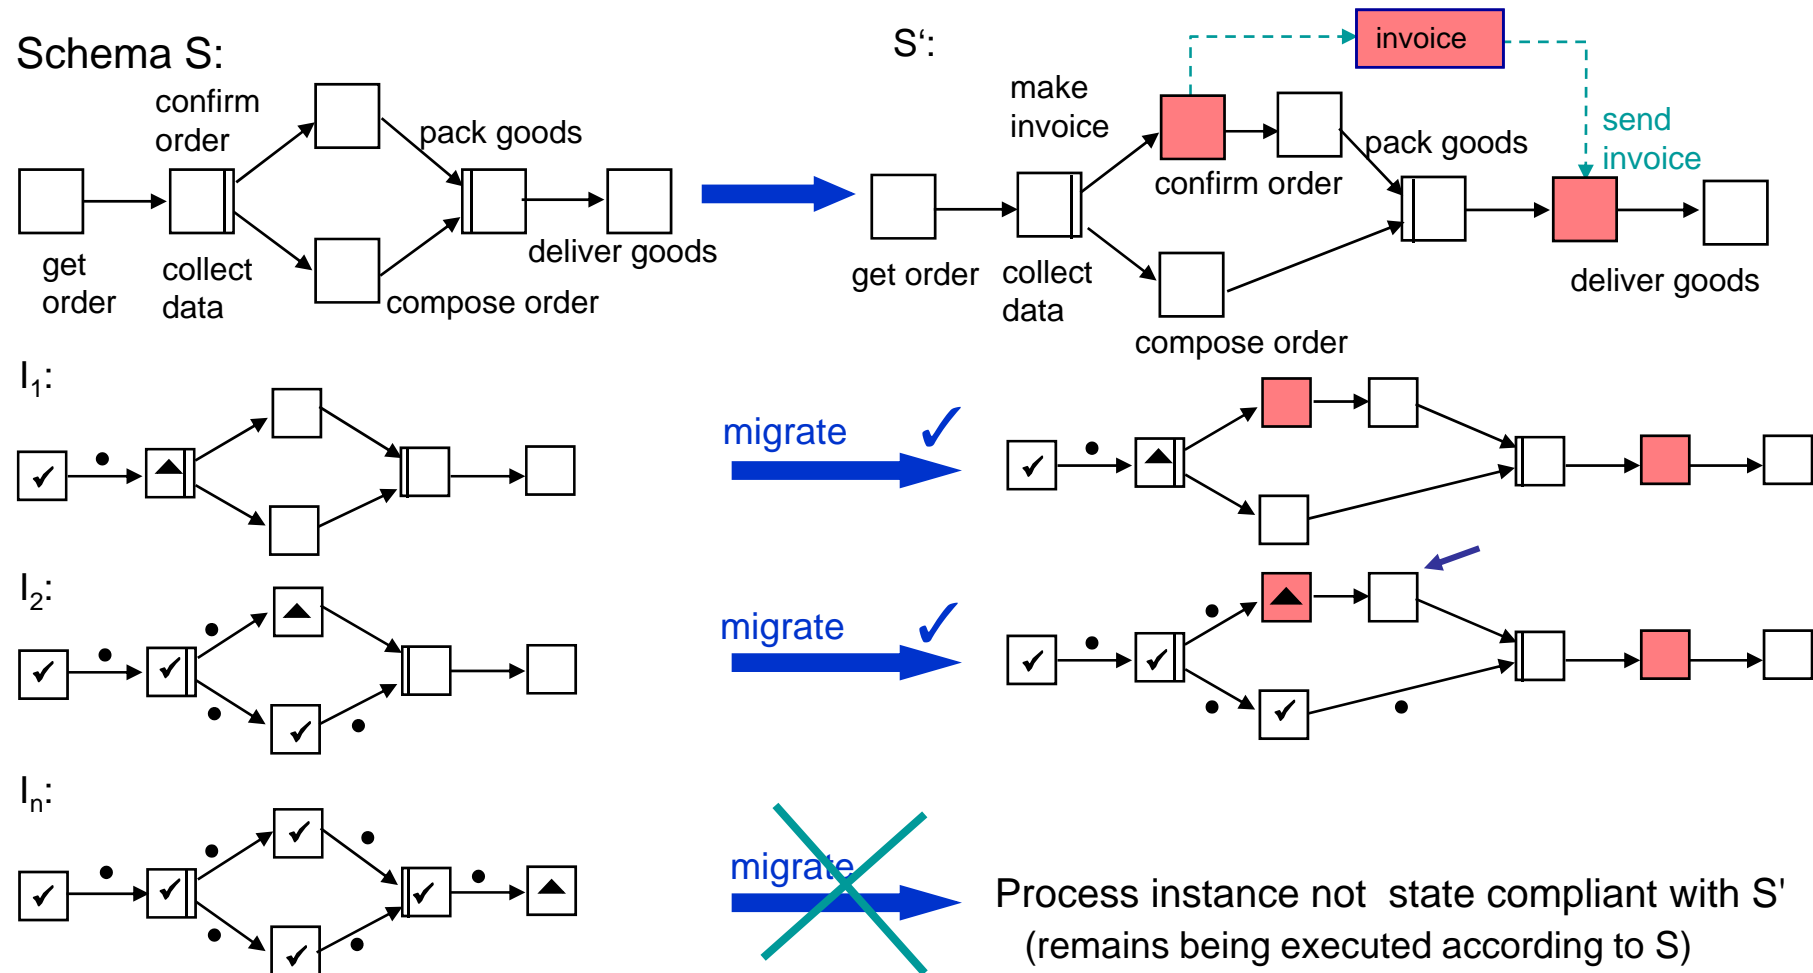 Schema S:
confirm
order
pack goods
get
order
collect
data
compose order
deliver goods
S‘:
invoice
make
invoice
send
invoice
pack goods
confirm order
get order
collect
data
deliver goods
compose order
I1:
migrate
I2:
migrate
In:
migrate
Process instance not state compliant with S'
(remains being executed according to S)